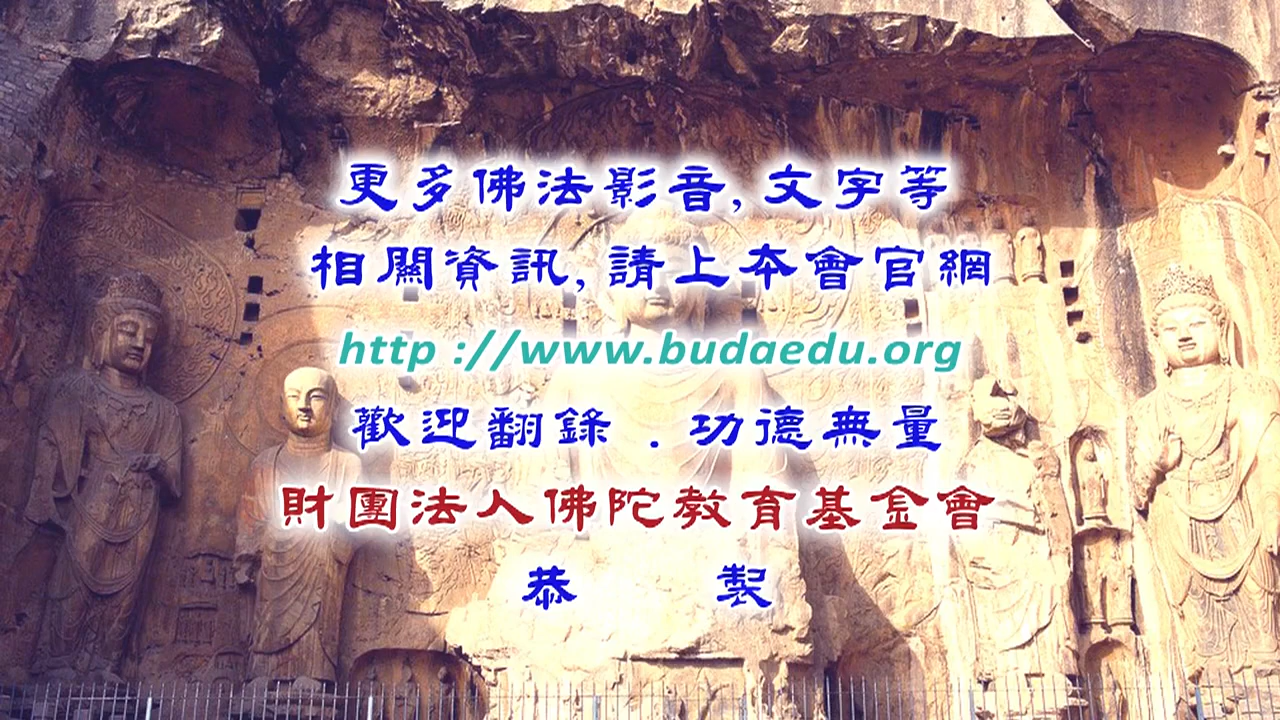 更多佛法影音,文字等
相關資訊,請上本會官網
http ://www.budaedu.org
歡迎翻錄 . 功德無量
財團法人佛陀教育基金會
恭 製